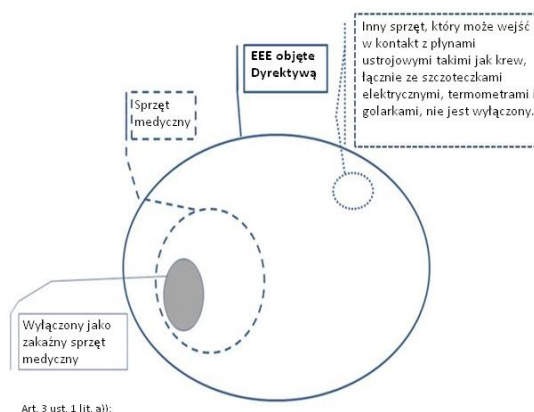 Inny sprzęt, który może wejść
w kontakt z płynami
ustrojowymi takimi jak krew,
łącznie ze szczoteczkami
elektrycznymi, termometrami i
golarkami, nie jest wyłączony.
EEE objęte
Dyrektywą
Sprzęt
medyczny
Wyłączony jako
zakaźny sprzęt
medyczny
Art. 3 ust. 1 lit. a)):